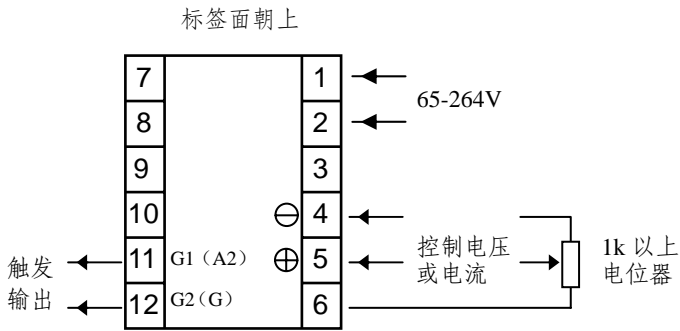 标签面朝上
7 1
65-264V
8 2
9 3
10 ⊖ 4
控制电压
或电流
1k 以上
电位器
触发
输出
11 G1（A2） ⊕ 5
12 G2(G) 6